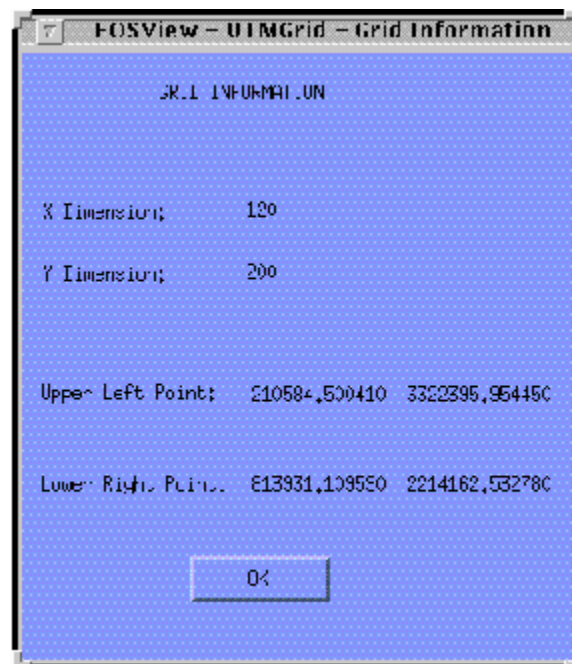 EOSView - UTMGrid - Grid Information
GRID INFORMATION
X Dimension: 120
Y Dimension: 200
Upper Left Point: 210584.500410 3322395.954450
Lower Right Point: 813931.109590 2214162.532780
OK